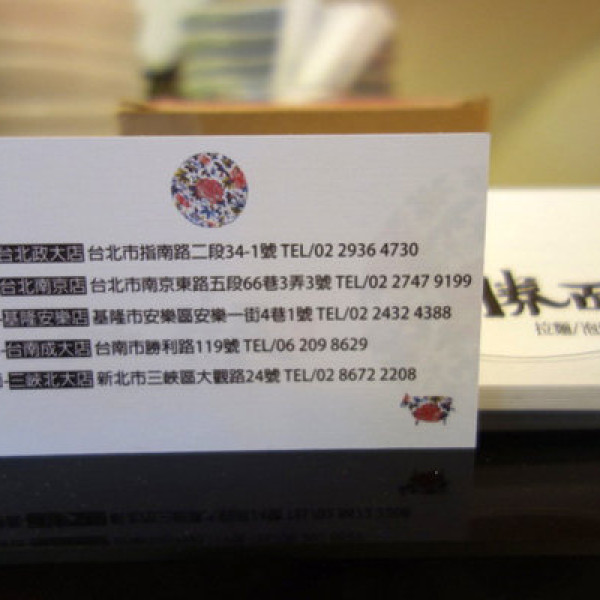 台北政大店 台北市指南路二段34-1號 TEL/02 2936 4730
台北南京店 台北市南京東路五段66巷3弄3號 TEL/02 2747 9199
-基隆安樂店 基隆市安樂區安樂一街4巷1號 TEL/02 2432 4388
-台南成大店 台南市勝利路119號 TEL/06 209 8629
-三峽北大店 新北市三峽區大觀路24號 TEL/02 8672 2208
拉麵/泡